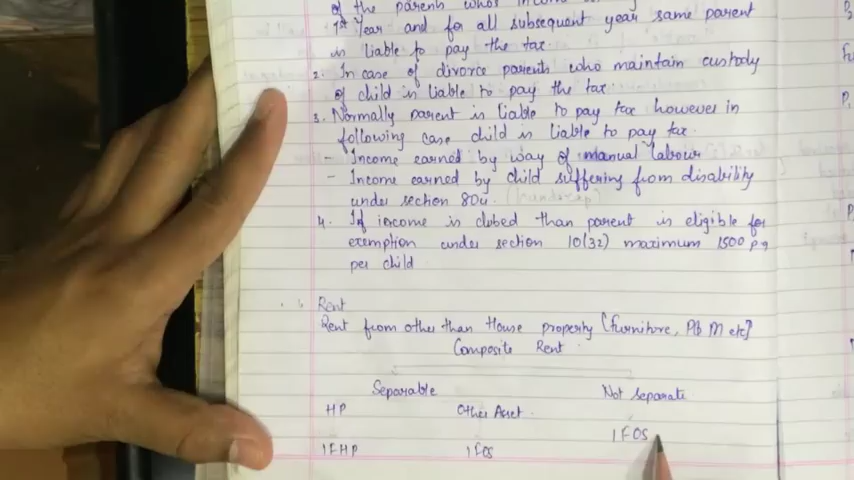 of the parents who's income
1st Year and for all subsequent year same parent
is liable to pay the tax
2. In case of divorce parents who maintain custody
of child is liable to pay the tax.
3. Normally parent is liable to pay tax however in
following case child is liable to pay tax.
- Income earned by way of manual labour
- Income earned by child suffering from disability
under section 80u.
4. If income is clubed than parent is eligible for
exemption under section 10(32) maximum 1500 p.a
per child
Rent
Rent from other than House property [furniture, P&M etc]
Composite Rent
Separable Not Separate
HP Other Asset
IFOS
IFHP IFOS